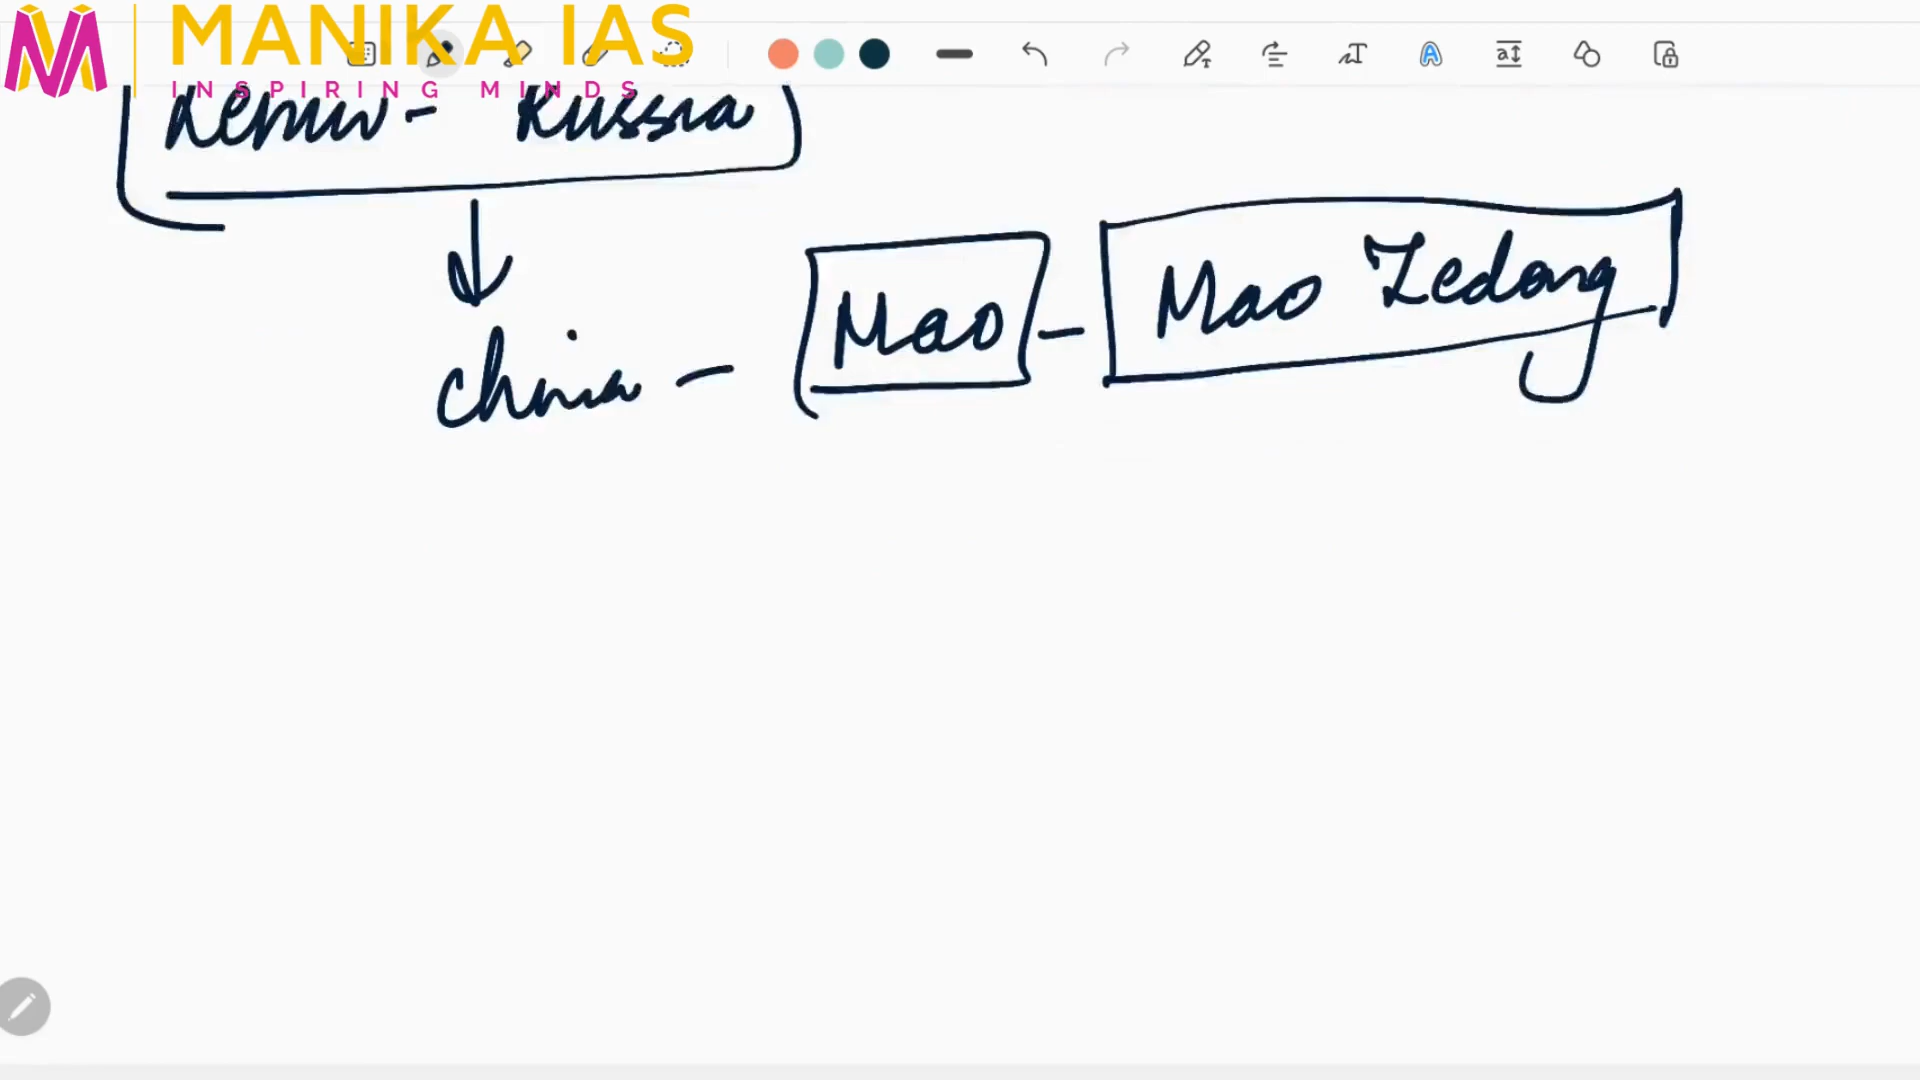 MANIKA IAS
INSPIRING MINDS
Lenin - Russia
China - Mao - Mao Zedong